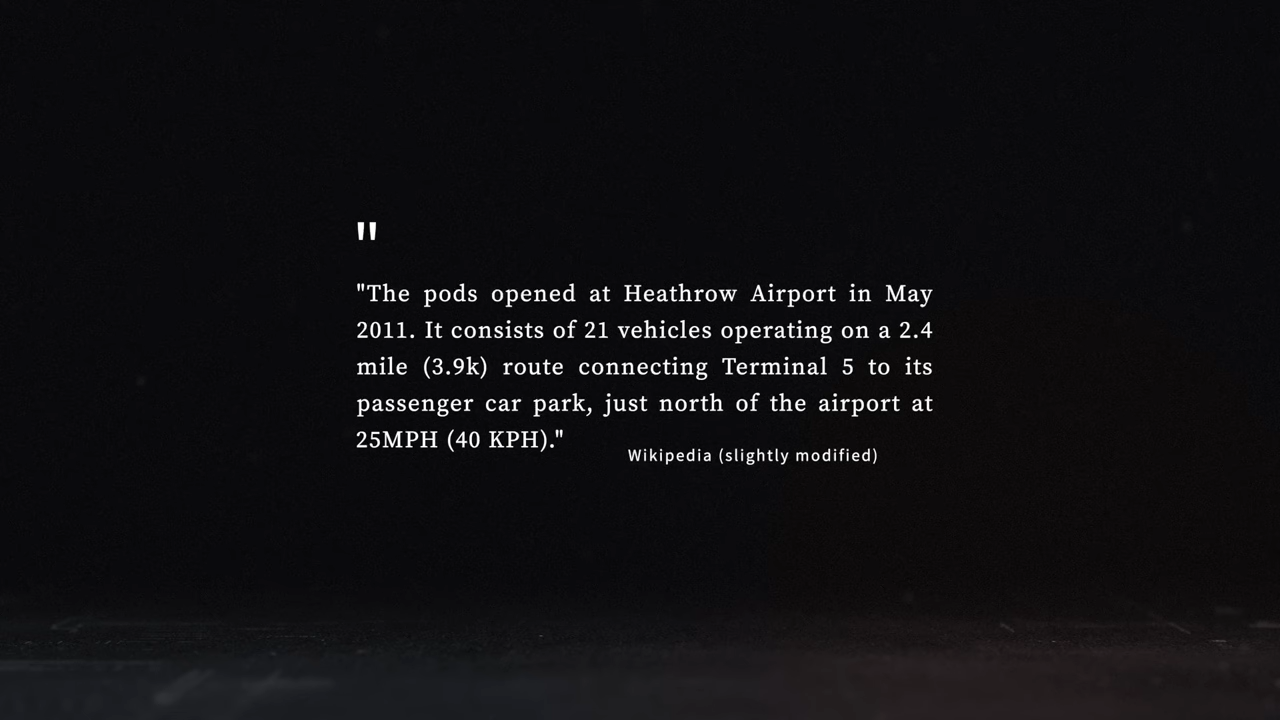 "
"The pods opened at Heathrow Airport in May
2011. It consists of 21 vehicles operating on a 2.4
mile (3.9k) route connecting Terminal 5 to its
passenger car park, just north of the airport at
25MPH (40 KPH)."
Wikipedia (slightly modified)